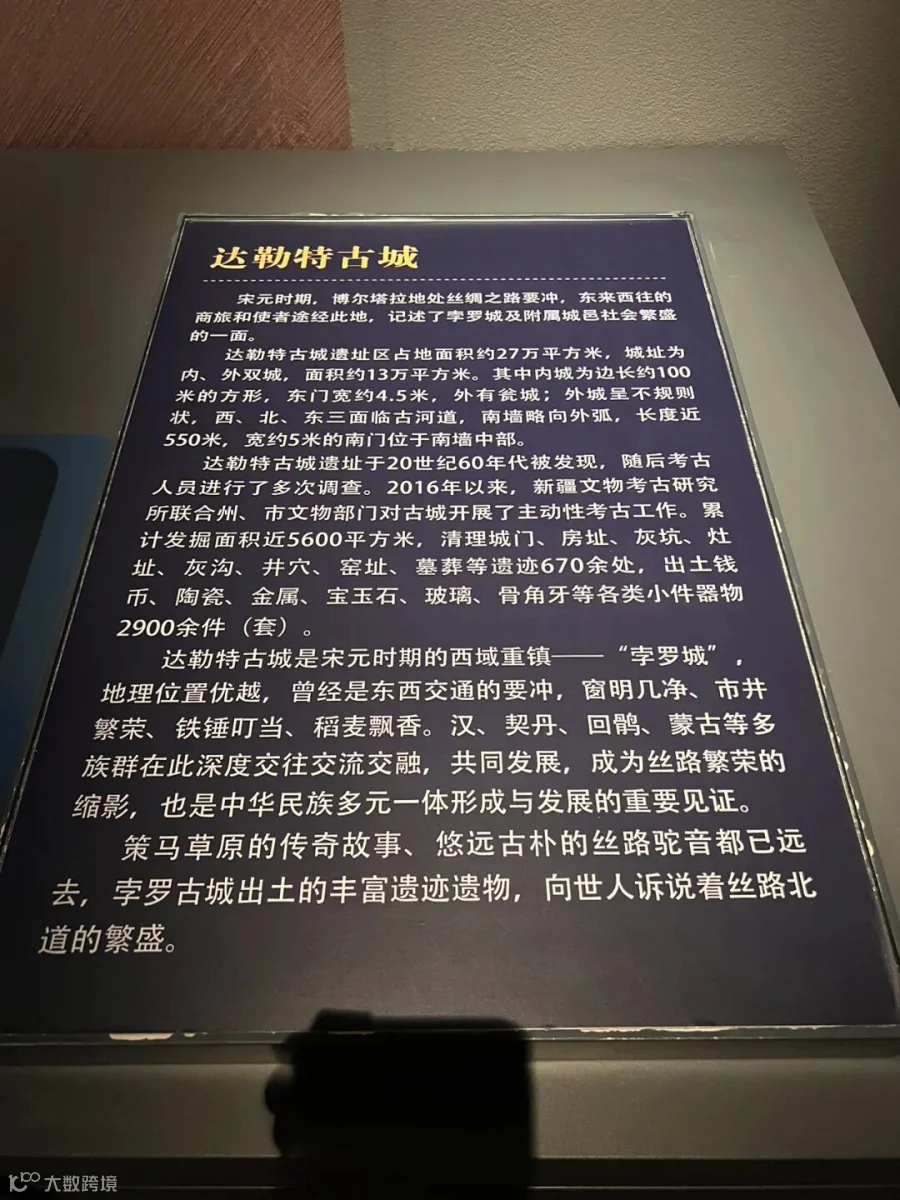 达勒特古城
宋元时期，博尔塔拉地处丝绸之路要冲，东来西往的
商旅和使者途经此地，记述了孛罗城及附属城邑社会繁盛
的一面。
达勒特古城遗址区占地面积约27万平方米，城址为
内、外双城，面积约13万平方米。其中内城为边长约100
米的方形，东门宽约4.5米，外有瓮城；外城呈不规则
状，西、北、东三面临古河道，南墙略向外弧，长度近
550米，宽约5米的南门位于南墙中部。
达勒特古城遗址于20世纪60年代被发现，随后考古
人员进行了多次调查。2016年以来，新疆文物考古研究
所联合州、市文物部门对古城开展了主动性考古工作。累
计发掘面积近5600平方米，清理城门、房址、灰坑、灶
址、灰沟、井穴、窑址、墓葬等遗迹670余处，出土钱
币、陶瓷、金属、宝玉石、玻璃、骨角牙等各类小件器物
2900余件（套）。
达勒特古城是宋元时期的西域重镇——“孛罗城”，
地理位置优越，曾经是东西交通的要冲，窗明几净、市井
繁荣、铁锤叮当、稻麦飘香。汉、契丹、回鹘、蒙古等多
族群在此深度交往交流交融，共同发展，成为丝路繁荣的
缩影，也是中华民族多元一体形成与发展的重要见证。
策马草原的传奇故事、悠远古朴的丝路驼音都已远
去，孛罗古城出土的丰富遗迹遗物，向世人诉说着丝路北
道的繁盛。
大数跨境